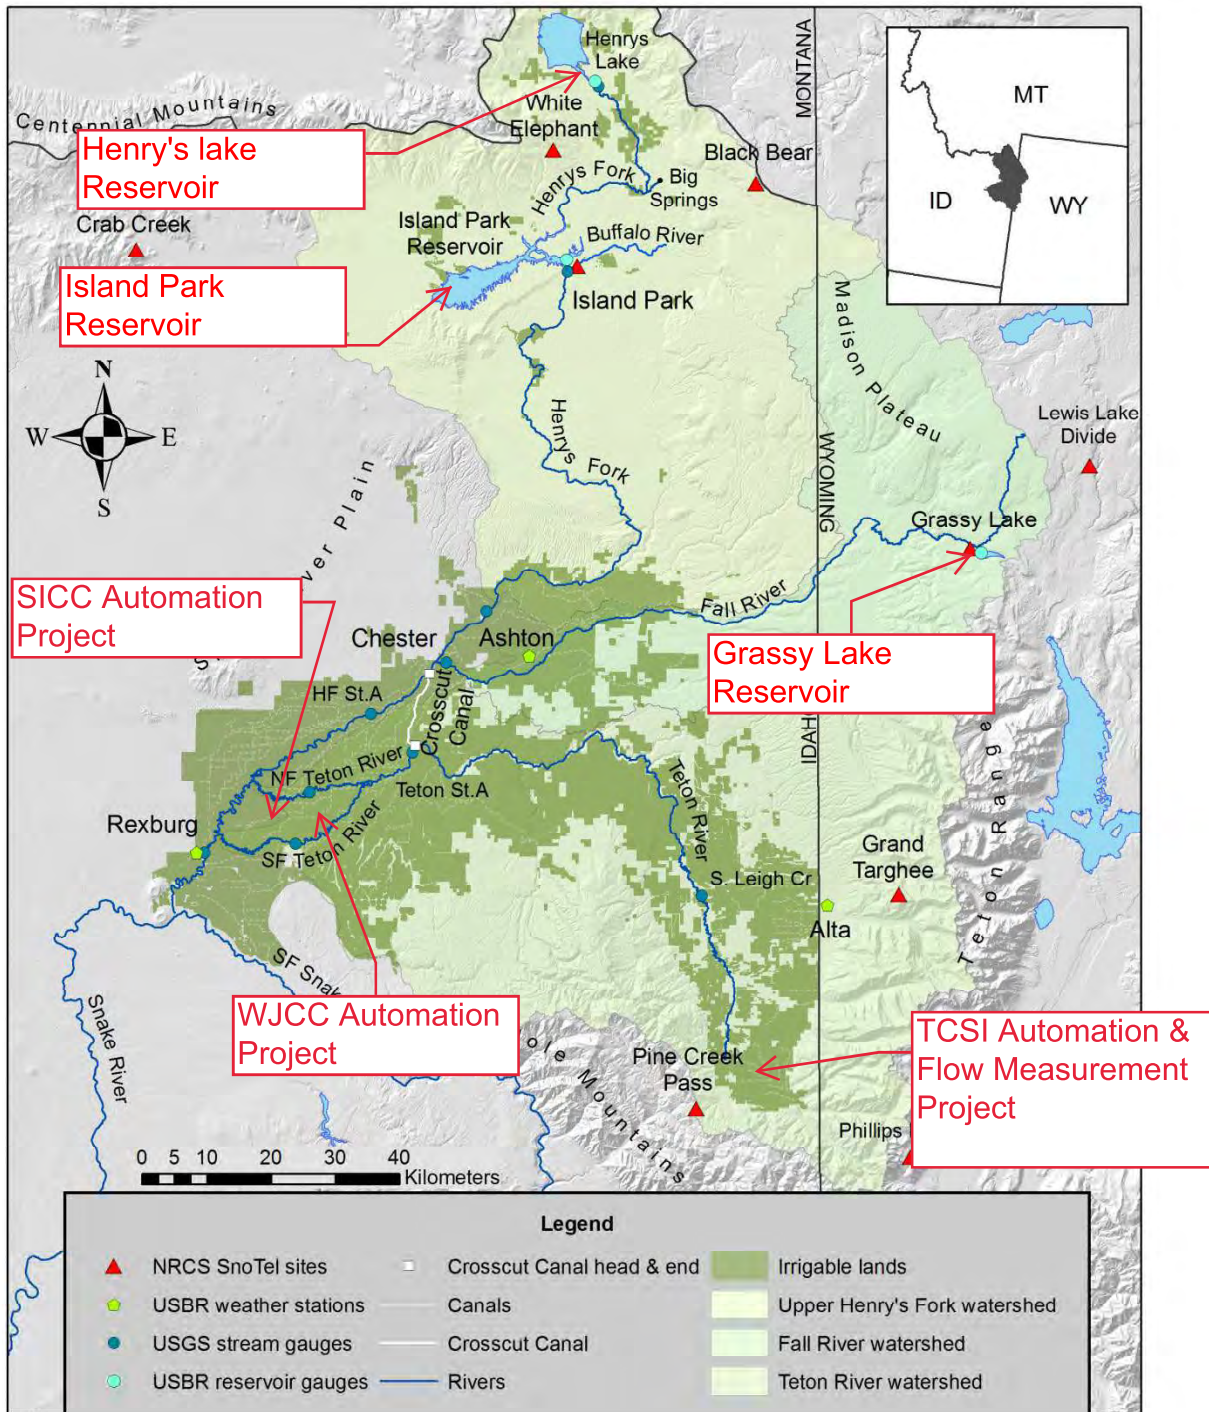 Henrys
Lake
MONTANA
MT
ID
WY
Centennial Mountains
White
Elephant
Henry's lake
Reservoir
Black Bear
Henrys Fork
Big
Springs
Crab Creek
Island Park
Reservoir
Buffalo River
Island Park
Reservoir
Island Park
Madison Plateau
N
W
E
S
Henrys Fork
Lewis Lake
Divide
WYOMING
Grassy Lake
ver Plain
SICC Automation
Project
S
Fall River
Chester
Ashton
Grassy Lake
Reservoir
HF St.A
Crosscut
Canal
IDAHO
NF Teton River
Teton St.A
Teton River
Teton Range
Rexburg
SF Teton River
Grand
Targhee
S. Leigh Cr
Alta
SF Snak
Snake River
WJCC Automation
Project
ole Mountains
Pine Creek
Pass
TCSI Automation &
Flow Measurement
Project
Phillips
0 5 10 20 30 40
Kilometers
Legend
NRCS SnoTel sites
USBR weather stations
USGS stream gauges
USBR reservoir gauges
Crosscut Canal head & end
Canals
Crosscut Canal
Rivers
Irrigable lands
Upper Henry's Fork watershed
Fall River watershed
Teton River watershed